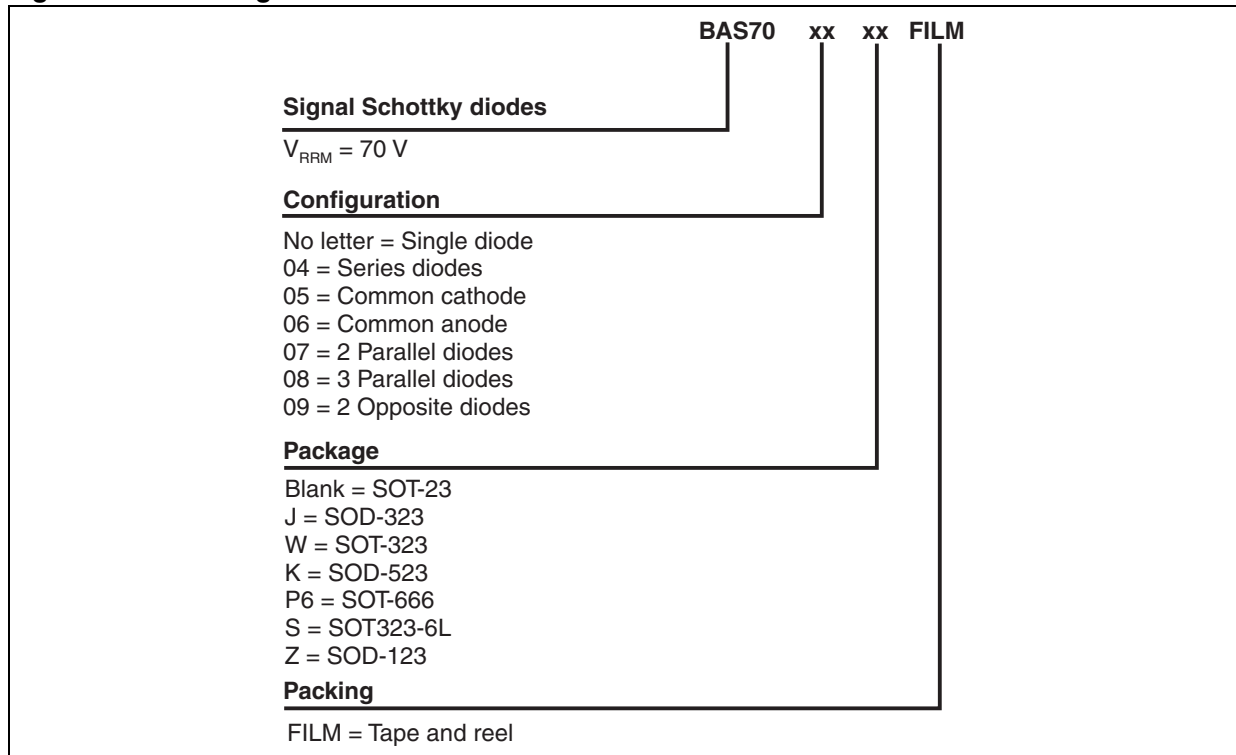 BAS70 xx xx FILM
Signal Schottky diodes
VRRM = 70 V
Configuration
No letter = Single diode
04 = Series diodes
05 = Common cathode
06 = Common anode
07 = 2 Parallel diodes
08 = 3 Parallel diodes
09 = 2 Opposite diodes
Package
Blank = SOT-23
J = SOD-323
W = SOT-323
K = SOD-523
P6 = SOT-666
S = SOT323-6L
Z = SOD-123
Packing
FILM = Tape and reel